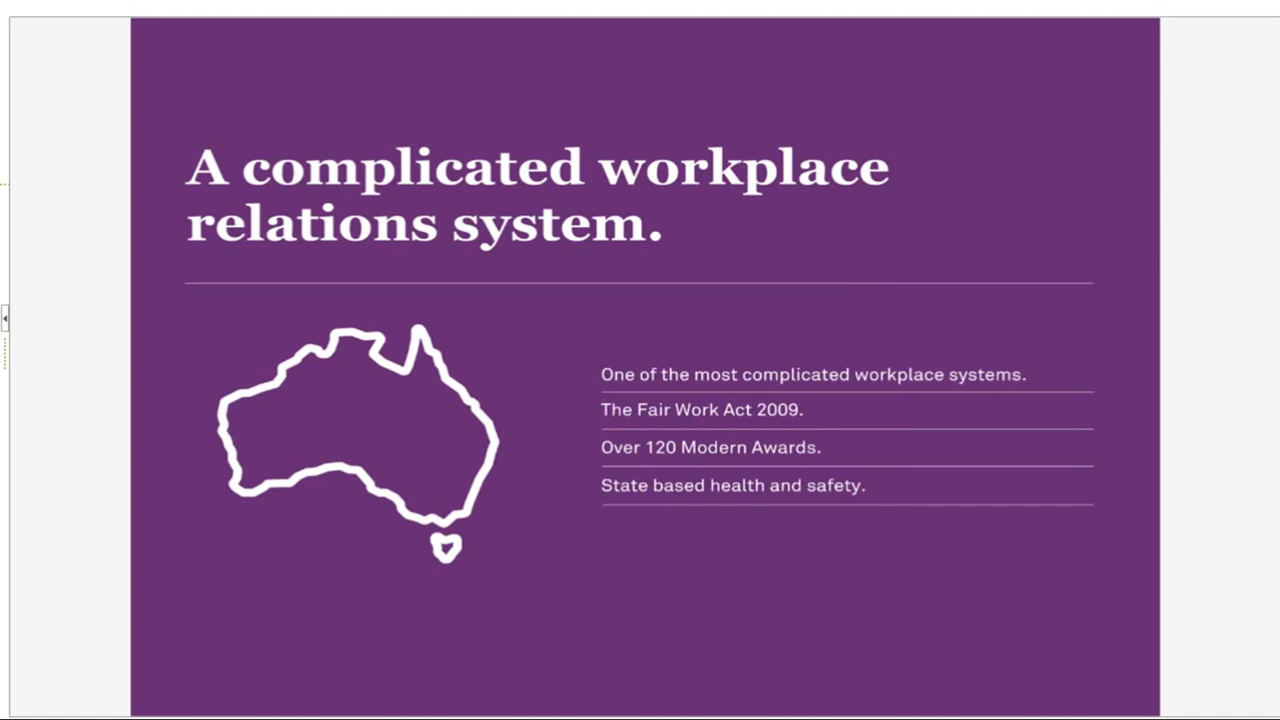 A complicated workplace
relations system.
One of the most complicated workplace systems.
The Fair Work Act 2009.
Over 120 Modern Awards.
State based health and safety.